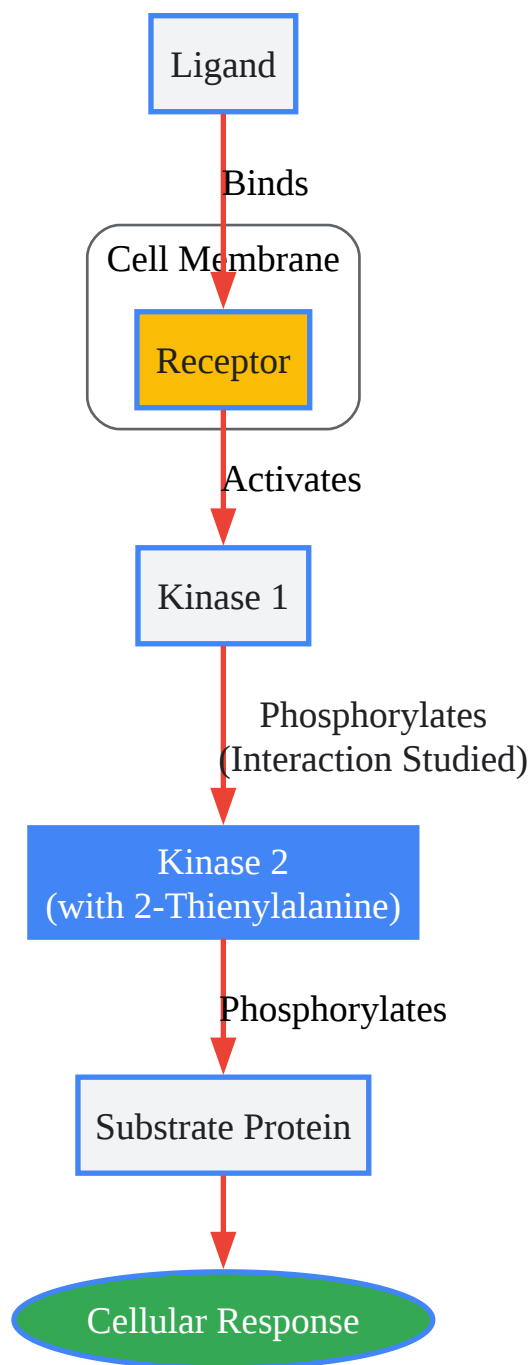 Ligand
Binds
Cell Membrane
Receptor
Activates
Kinase 1
Phosphorylates
(Interaction Studied)
Kinase 2
(with 2-Thienylalanine)
Phosphorylates
Substrate Protein
Cellular Response